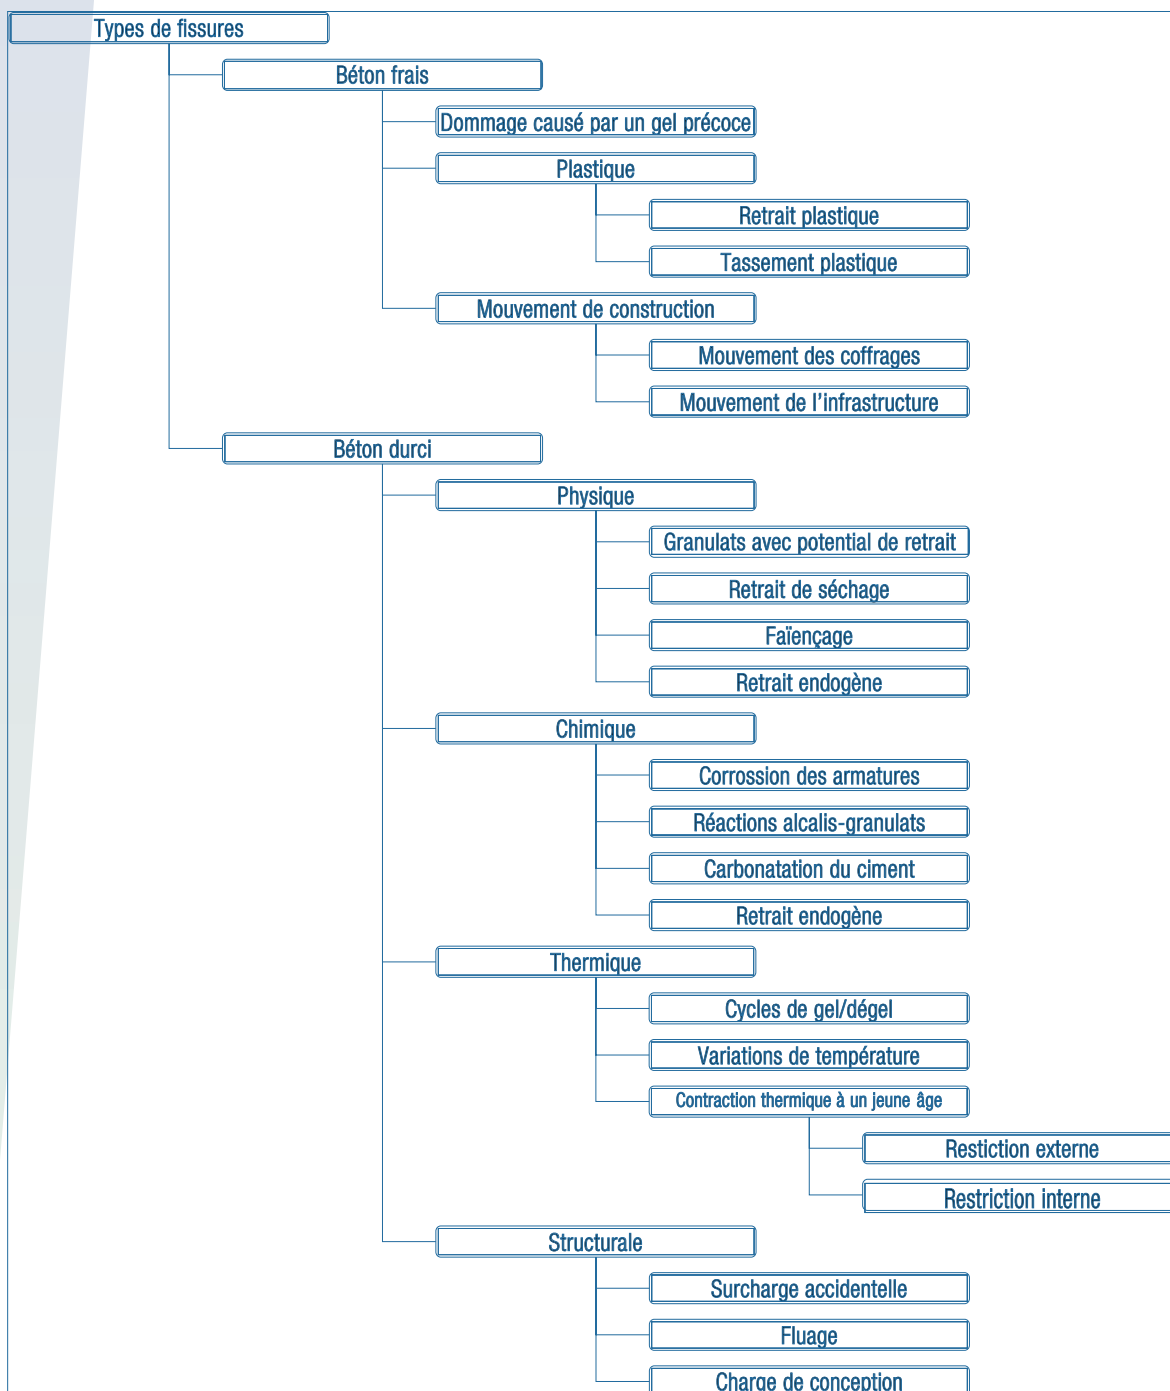 Types de fissures
Béton frais
Dommage causé par un gel précoce
Plastique
Retrait plastique
Tassement plastique
Mouvement de construction
Mouvement des coffrages
Mouvement de l'infrastructure
Béton durci
Physique
Granulats avec potential de retrait
Retrait de séchage
Faïençage
Retrait endogène
Chimique
Corrossion des armatures
Réactions alcalis-granulats
Carbonatation du ciment
Retrait endogène
Thermique
Cycles de gel/dégel
Variations de température
Contraction thermique à un jeune âge
Restiction externe
Restriction interne
Structurale
Surcharge accidentelle
Fluage
Charge de conception